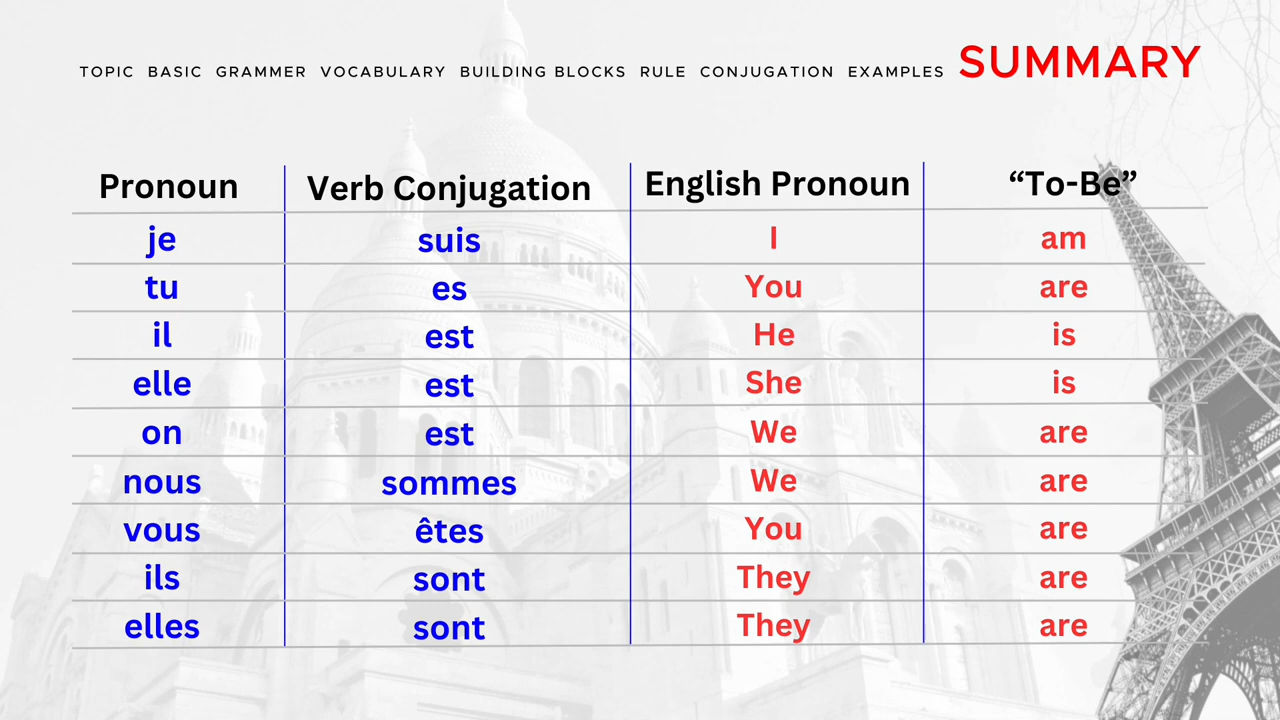 TOPIC BASIC GRAMMER VOCABULARY BUILDING BLOCKS RULE CONJUGATION EXAMPLES SUMMARY
Pronoun Verb Conjugation English Pronoun “To-Be”
je suis I am
tu es You are
il est He is
elle est She is
on est We are
nous sommes We are
vous êtes You are
ils sont They are
elles sont They are